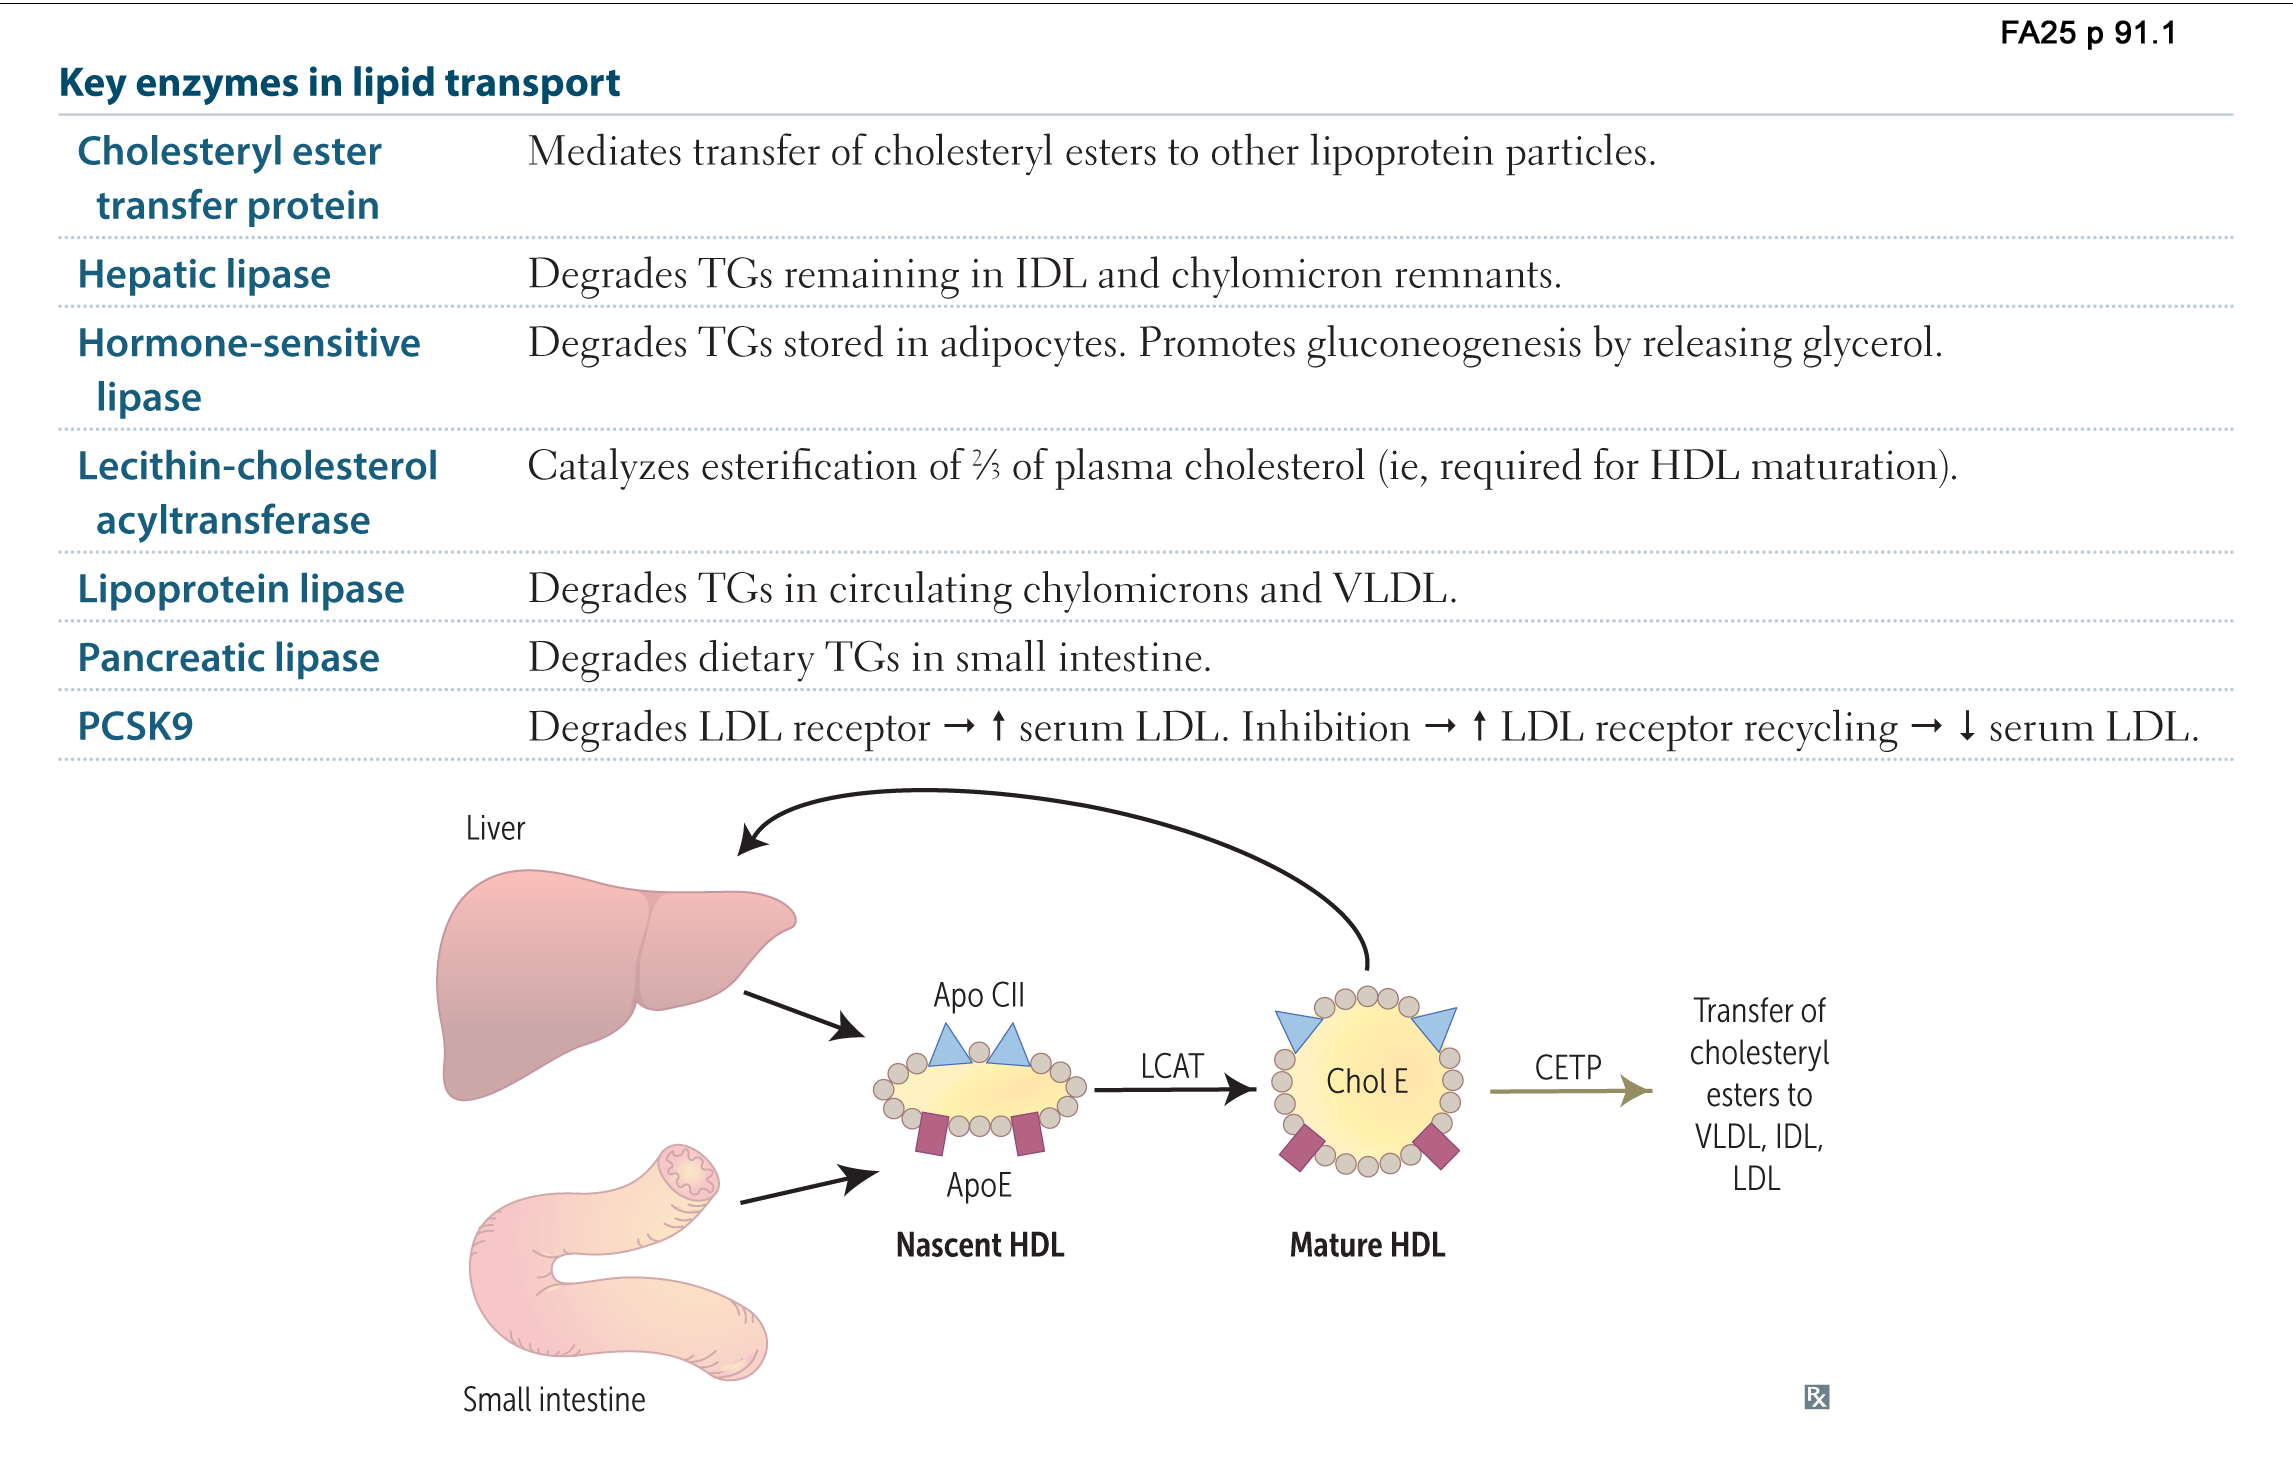 FA25 p 91.1
Key enzymes in lipid transport
Cholesteryl ester
transfer protein
Mediates transfer of cholesteryl esters to other lipoprotein particles.
Hepatic lipase
Degrades TGs remaining in IDL and chylomicron remnants.
Hormone-sensitive
lipase
Degrades TGs stored in adipocytes. Promotes gluconeogenesis by releasing glycerol.
Lecithin-cholesterol
acyltransferase
Catalyzes esterification of ⅔ of plasma cholesterol (ie, required for HDL maturation).
Lipoprotein lipase
Degrades TGs in circulating chylomicrons and VLDL.
Pancreatic lipase
Degrades dietary TGs in small intestine.
PCSK9
Degrades LDL receptor → ↑ serum LDL. Inhibition → ↑ LDL receptor recycling → ↓ serum LDL.
Liver
Small intestine
Apo CII
ApoE
Nascent HDL
LCAT
Chol E
Mature HDL
CETP
Transfer of
cholesteryl
esters to
VLDL, IDL,
LDL
Rx